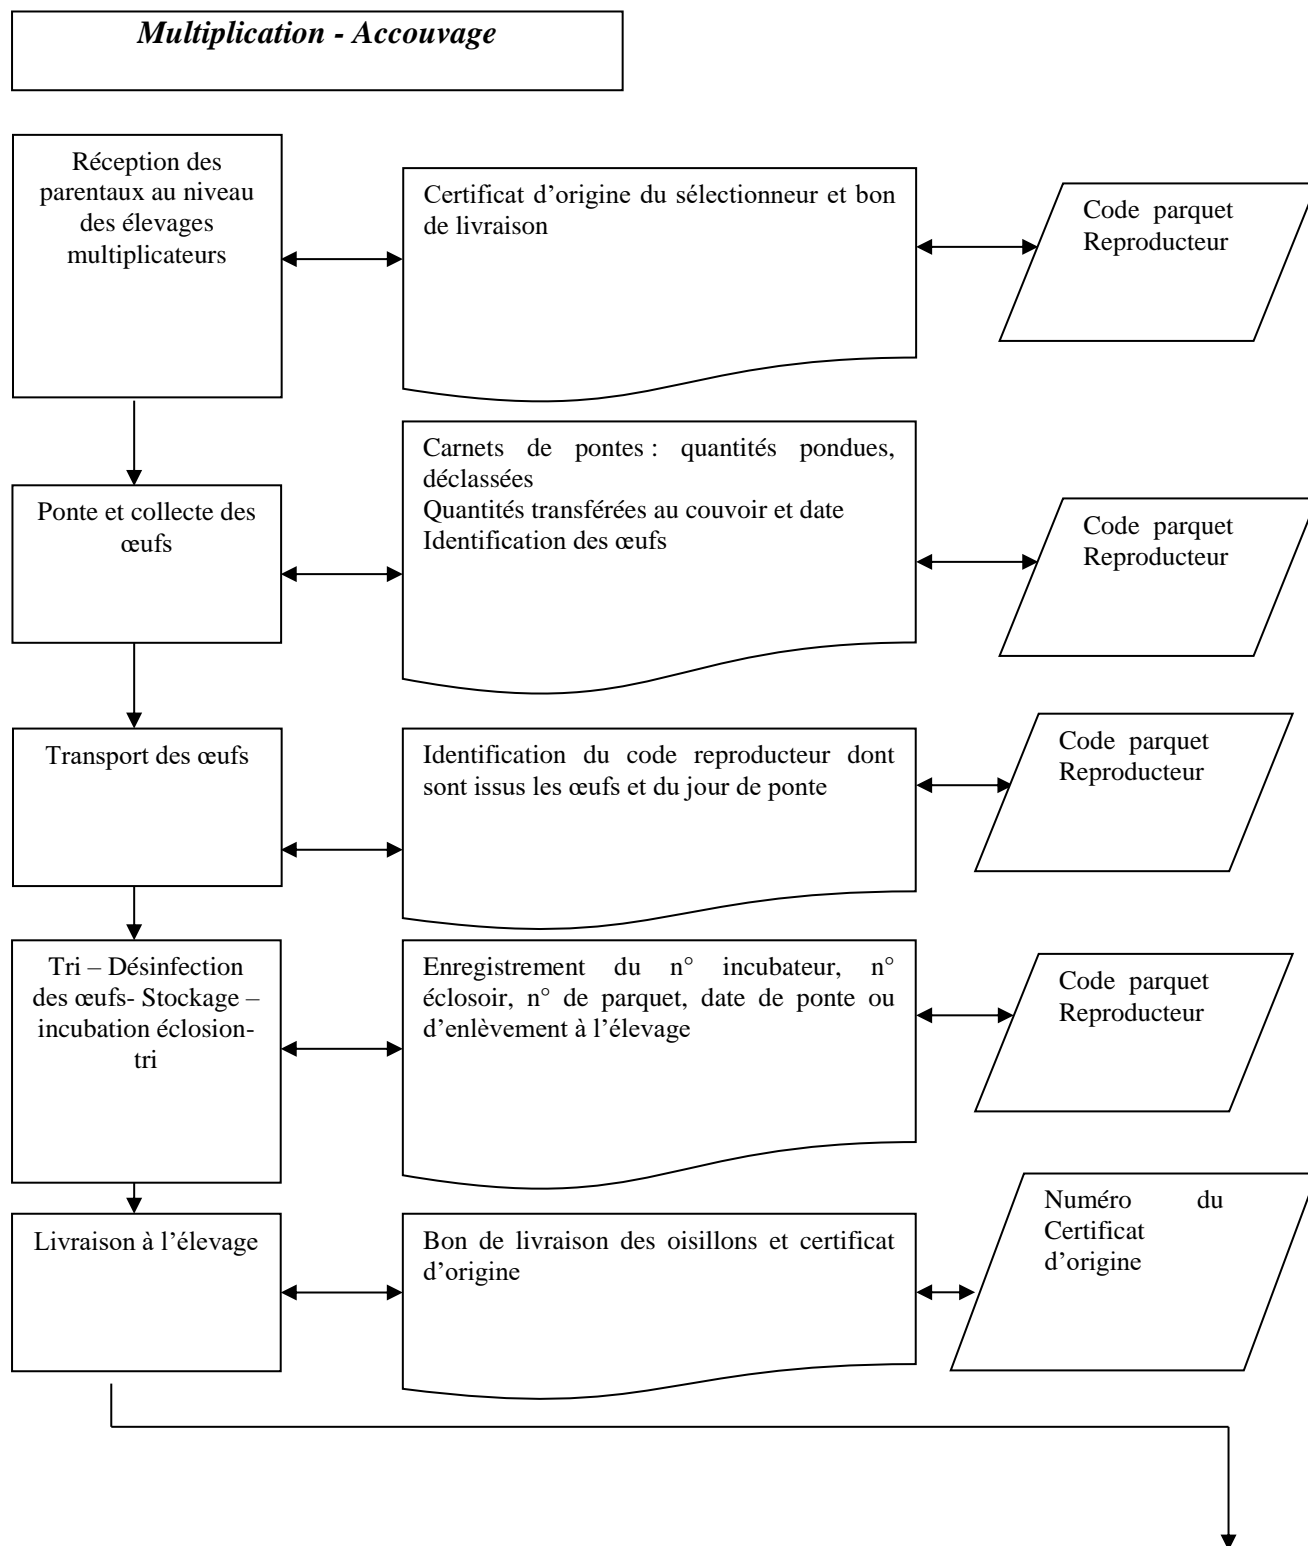 Multiplication - Accouvage
Réception des
parentaux au niveau
des élevages
multiplicateurs
Certificat d’origine du sélectionneur et bon
de livraison
Code parquet
Reproducteur
Ponte et collecte des
œufs
Carnets de pontes : quantités pondues,
déclassées
Quantités transférées au couvoir et date
Identification des œufs
Code parquet
Reproducteur
Transport des œufs
Identification du code reproducteur dont
sont issus les œufs et du jour de ponte
Code parquet
Reproducteur
Tri – Désinfection
des œufs- Stockage –
incubation éclosion-
tri
Enregistrement du n° incubateur, n°
éclosoir, n° de parquet, date de ponte ou
d’enlèvement à l’élevage
Code parquet
Reproducteur
Livraison à l’élevage
Bon de livraison des oisillons et certificat
d’origine
Numéro du
Certificat
d’origine